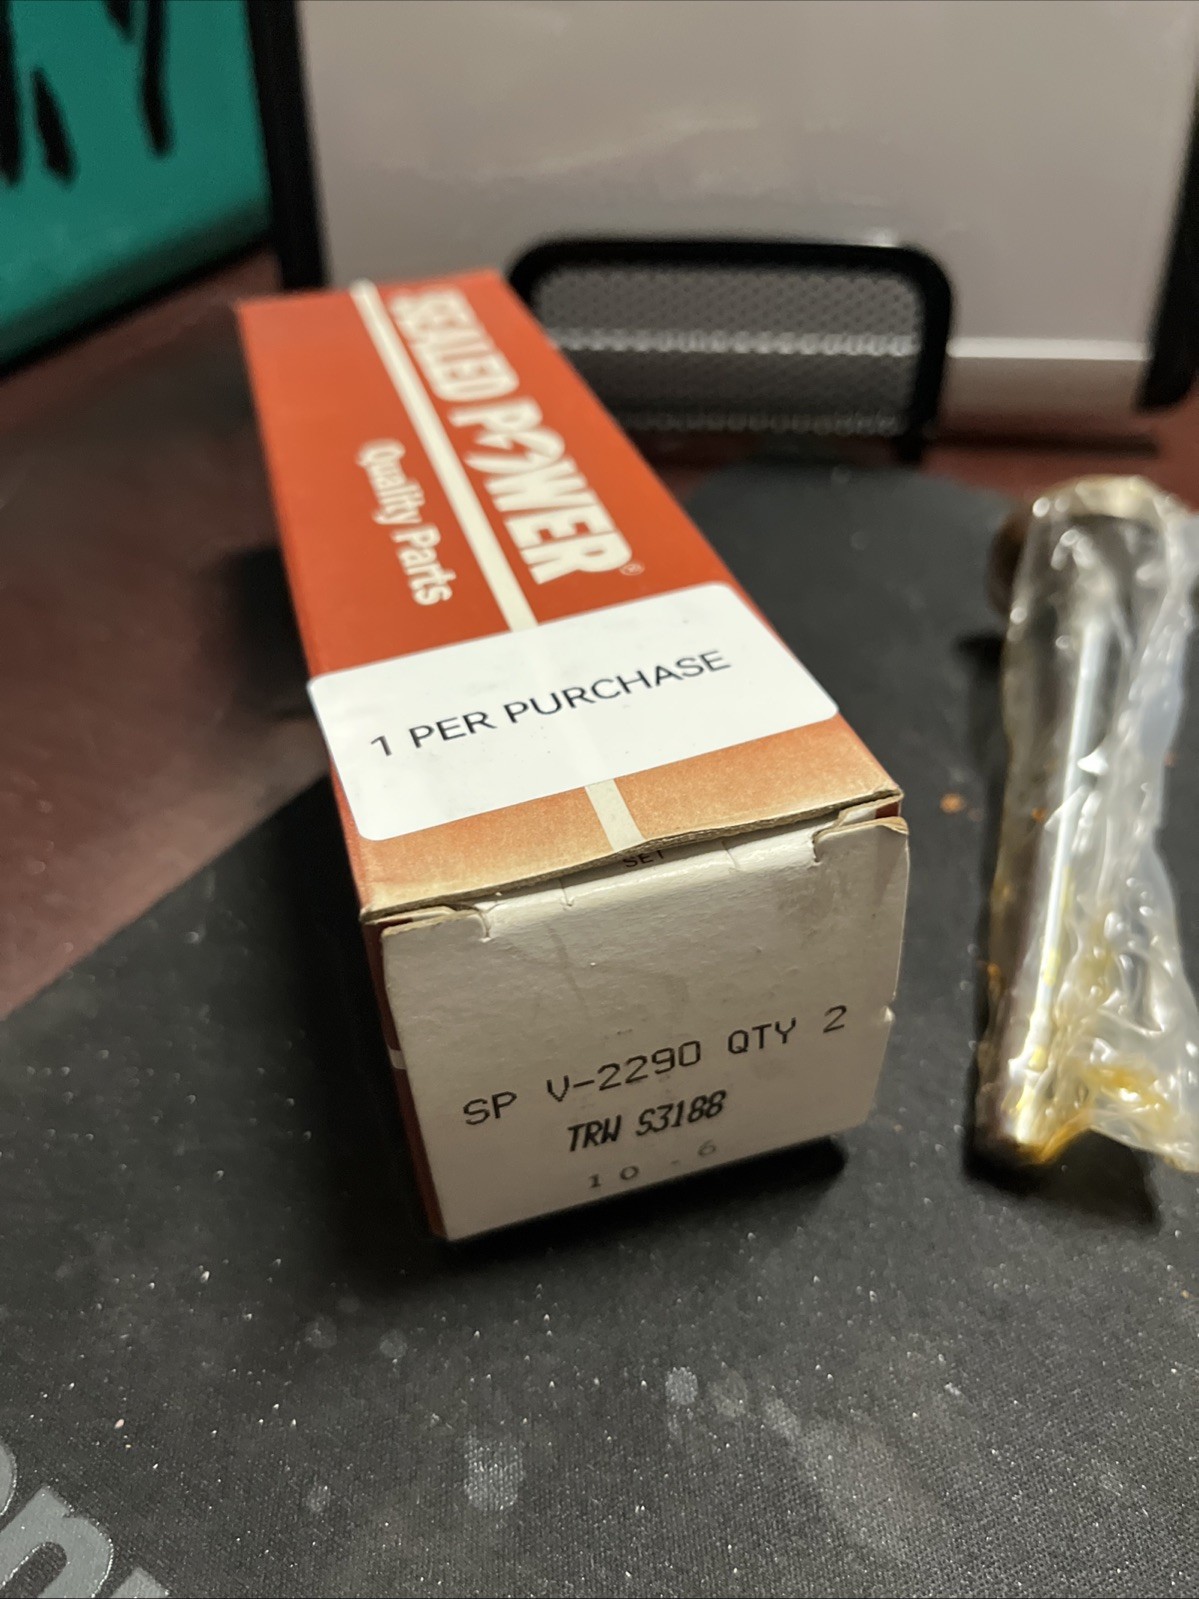 SEALED POWER®
Quality Parts
1 PER PURCHASE
SET
SP V-2290 QTY 2
TRW S3188
10-6